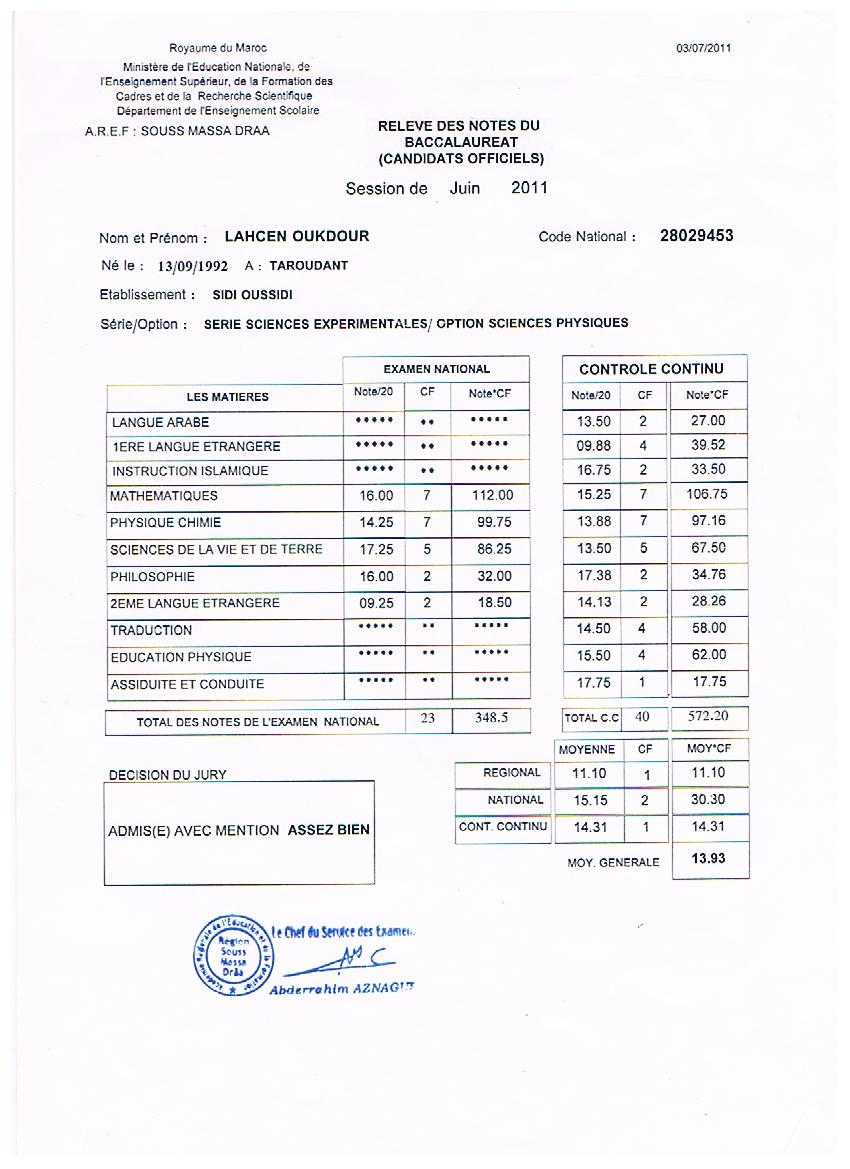 Royaume du Maroc
03/07/2011
Ministère de l'Education Nationale, de
l'Enseignement Supérieur, de la Formation des
Cadres et de la Recherche Scientifique
Département de l'Enseignement Scolaire
A.R.E.F : SOUSS MASSA DRAA
RELEVE DES NOTES DU
BACCALAUREAT
(CANDIDATS OFFICIELS)
Session de Juin 2011
Nom et Prénom : LAHCEN OUKDOUR Code National : 28029453
Né le : 13/09/1992 A : TAROUDANT
Etablissement : SIDI OUSSIDI
Série/Option : SERIE SCIENCES EXPERIMENTALES/ OPTION SCIENCES PHYSIQUES
EXAMEN NATIONAL CONTROLE CONTINU
LES MATIERES Note/20 CF Note*CF Note/20 CF Note*CF
LANGUE ARABE ***** ** ***** 13.50 2 27.00
1ERE LANGUE ETRANGERE ***** ** ***** 09.88 4 39.52
INSTRUCTION ISLAMIQUE ***** ** ***** 16.75 2 33.50
MATHEMATIQUES 16.00 7 112.00 15.25 7 106.75
PHYSIQUE CHIMIE 14.25 7 99.75 13.88 7 97.16
SCIENCES DE LA VIE ET DE TERRE 17.25 5 86.25 13.50 5 67.50
PHILOSOPHIE 16.00 2 32.00 17.38 2 34.76
2EME LANGUE ETRANGERE 09.25 2 18.50 14.13 2 28.26
TRADUCTION ***** ** ***** 14.50 4 58.00
EDUCATION PHYSIQUE ***** ** ***** 15.50 4 62.00
ASSIDUITE ET CONDUITE ***** ** ***** 17.75 1 17.75
TOTAL DES NOTES DE L'EXAMEN NATIONAL 23 348.5 TOTAL C.C 40 572.20
MOYENNE CF MOY*CF
REGIONAL 11.10 1 11.10
NATIONAL 15.15 2 30.30
CONT. CONTINU 14.31 1 14.31
MOY. GENERALE 13.93
DECISION DU JURY
ADMIS(E) AVEC MENTION ASSEZ BIEN
Le Chef du Service des Examen
Académie Régionale de l'Education et de la Formation
Région
Souss
Massa
Drâa
Abderrahim